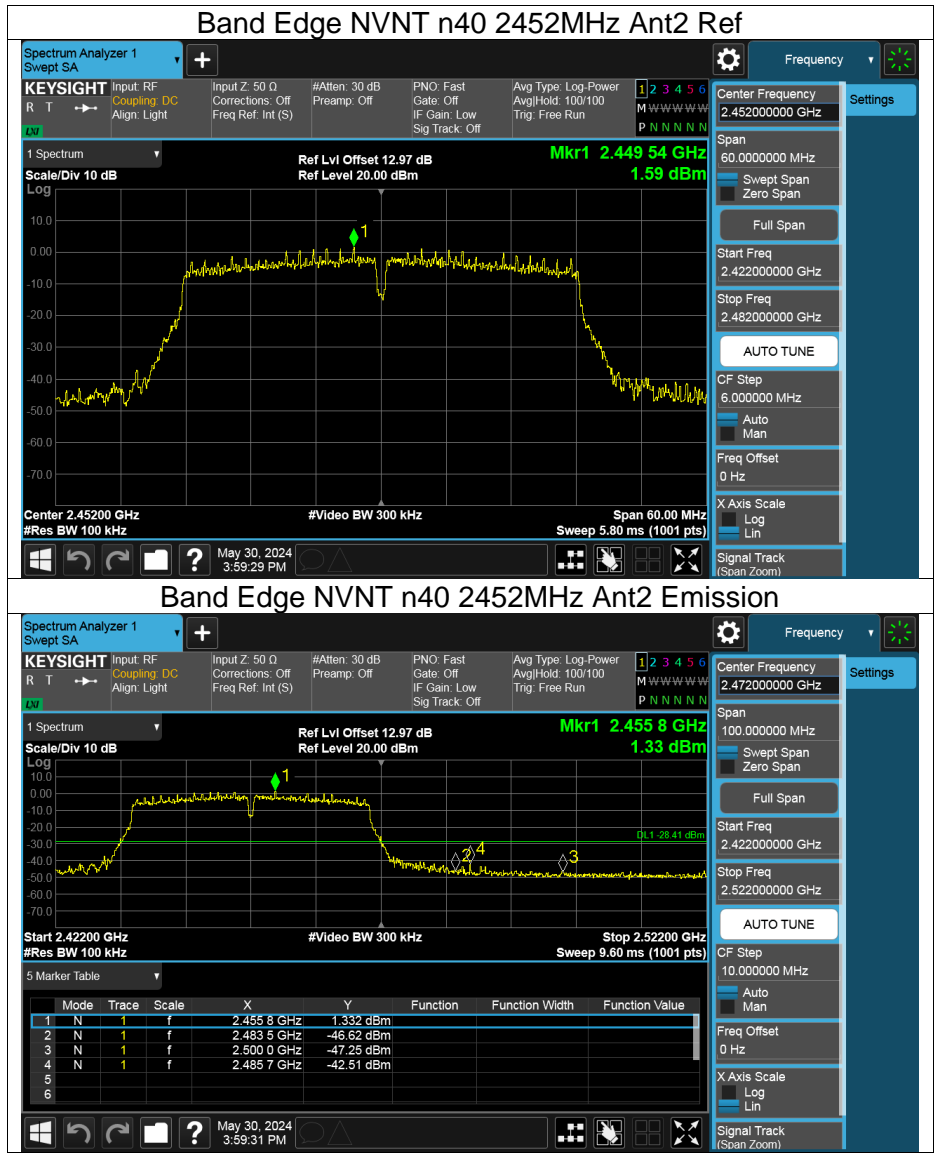 Band Edge NVNT n40 2452MHz Ant2 Ref
Spectrum Analyzer 1
Swept SA
+
Frequency
KEYSIGHT
R T
LXI
Input: RF
Coupling: DC
Align: Light
Input Z: 50 Ω
Corrections: Off
Freq Ref: Int (S)
#Atten: 30 dB
Preamp: Off
PNO: Fast
Gate: Off
IF Gain: Low
Sig Track: Off
Avg Type: Log-Power
Avg|Hold: 100/100
Trig: Free Run
1 2 3 4 5 6
M W W W W W
P N N N N N
Center Frequency
2.452000000 GHz
Settings
Span
60.0000000 MHz
Swept Span
Zero Span
Full Span
Start Freq
2.422000000 GHz
Stop Freq
2.482000000 GHz
AUTO TUNE
CF Step
6.000000 MHz
Auto
Man
Freq Offset
0 Hz
X Axis Scale
Log
Lin
Signal Track
(Span Zoom)
1 Spectrum
Scale/Div 10 dB
Ref Lvl Offset 12.97 dB
Ref Level 20.00 dBm
Mkr1 2.449 54 GHz
1.59 dBm
Log
10.0
0.00
-10.0
-20.0
-30.0
-40.0
-50.0
-60.0
-70.0
1
Center 2.45200 GHz
#Res BW 100 kHz
#Video BW 300 kHz
Span 60.00 MHz
Sweep 5.80 ms (1001 pts)
?
May 30, 2024
3:59:29 PM
Band Edge NVNT n40 2452MHz Ant2 Emission
Spectrum Analyzer 1
Swept SA
+
Frequency
KEYSIGHT
R T
LXI
Input: RF
Coupling: DC
Align: Light
Input Z: 50 Ω
Corrections: Off
Freq Ref: Int (S)
#Atten: 30 dB
Preamp: Off
PNO: Fast
Gate: Off
IF Gain: Low
Sig Track: Off
Avg Type: Log-Power
Avg|Hold: 100/100
Trig: Free Run
1 2 3 4 5 6
M W W W W W
P N N N N N
Center Frequency
2.472000000 GHz
Settings
Span
100.000000 MHz
Swept Span
Zero Span
Full Span
Start Freq
2.422000000 GHz
Stop Freq
2.522000000 GHz
AUTO TUNE
CF Step
10.000000 MHz
Auto
Man
Freq Offset
0 Hz
X Axis Scale
Log
Lin
Signal Track
(Span Zoom)
1 Spectrum
Scale/Div 10 dB
Ref Lvl Offset 12.97 dB
Ref Level 20.00 dBm
Mkr1 2.455 8 GHz
1.33 dBm
Log
10.0
0.00
-10.0
-20.0
-30.0
-40.0
-50.0
-60.0
-70.0
1
DL1 -28.41 dBm
2 4
3
Start 2.42200 GHz
#Res BW 100 kHz
#Video BW 300 kHz
Stop 2.52200 GHz
Sweep 9.60 ms (1001 pts)
5 Marker Table
Mode Trace Scale X Y Function Function Width Function Value
1 N 1 f 2.455 8 GHz 1.332 dBm
2 N 1 f 2.483 5 GHz -46.62 dBm
3 N 1 f 2.500 0 GHz -47.25 dBm
4 N 1 f 2.485 7 GHz -42.51 dBm
5
6
?
May 30, 2024
3:59:31 PM